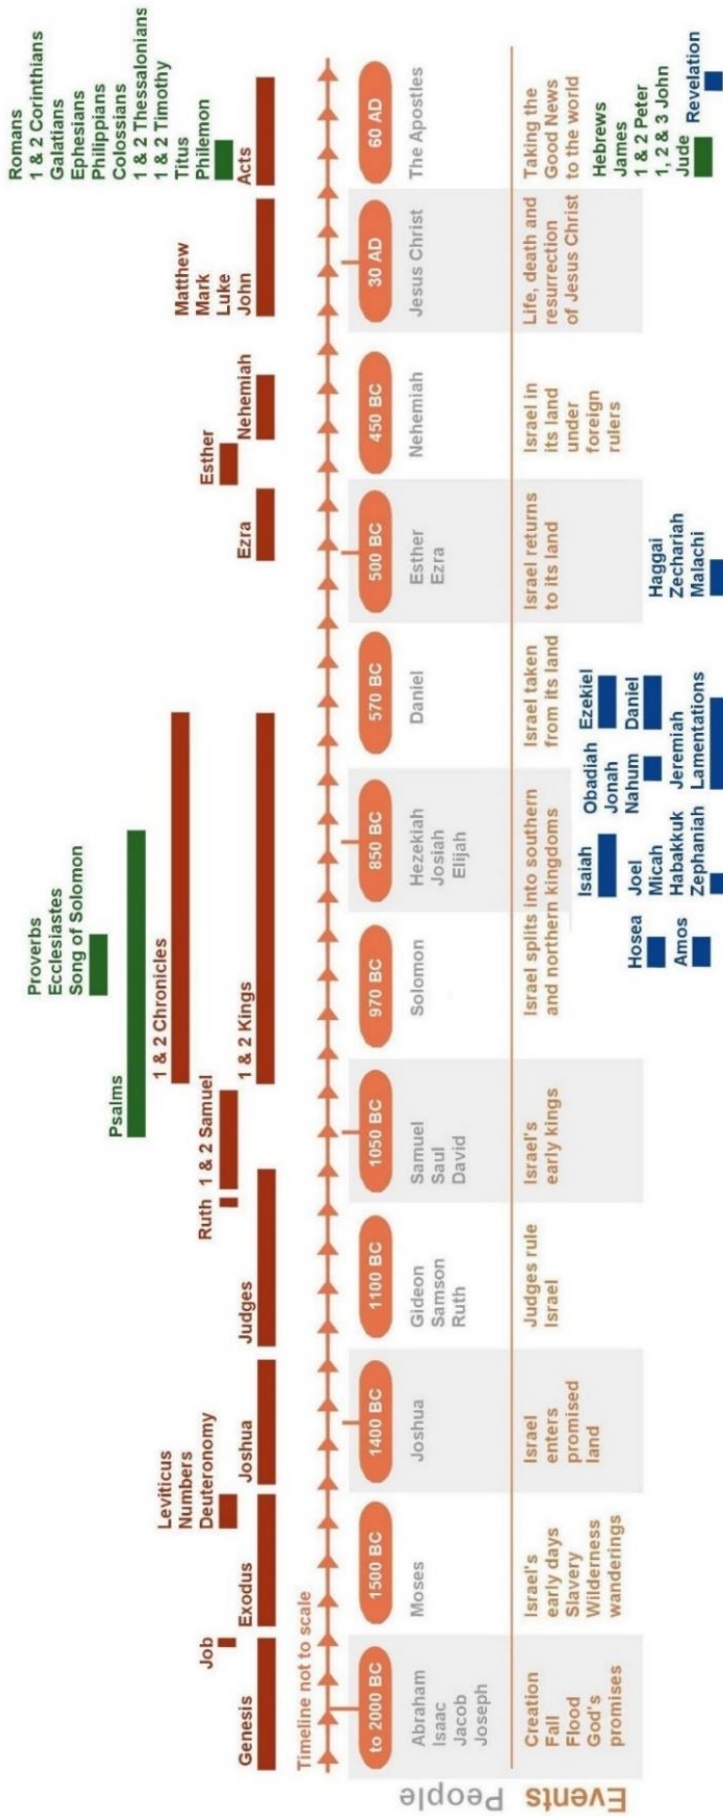 Proverbs
Ecclesiastes
Song of Solomon
Psalms
1 & 2 Chronicles
Job
Leviticus
Numbers
Deuteronomy
Ruth
1 & 2 Samuel
Esther
Matthew
Mark
Luke
John
Romans
1 & 2 Corinthians
Galatians
Ephesians
Philippians
Colossians
1 & 2 Thessalonians
1 & 2 Timothy
Titus
Philemon
Genesis
Exodus
Joshua
Judges
1 & 2 Kings
Ezra
Nehemiah
Acts
Timeline not to scale
to 2000 BC
1500 BC
1400 BC
1100 BC
1050 BC
970 BC
850 BC
570 BC
500 BC
450 BC
30 AD
60 AD
People
Abraham
Isaac
Jacob
Joseph
Moses
Joshua
Gideon
Samson
Ruth
Samuel
Saul
David
Solomon
Hezekiah
Josiah
Elijah
Daniel
Esther
Ezra
Nehemiah
Jesus Christ
The Apostles
Events
Creation
Fall
Flood
God's
promises
Israel's
early days
Slavery
Wilderness
wanderings
Israel
enters
promised
land
Judges rule
Israel
Israel's
early kings
Israel splits into southern
and northern kingdoms
Israel taken
from its land
Israel returns
to its land
Israel in
its land
under
foreign
rulers
Life, death and
resurrection
of Jesus Christ
Taking the
Good News
to the world
Hosea
Amos
Isaiah
Joel
Micah
Habakkuk
Zephaniah
Obadiah
Jonah
Nahum
Jeremiah
Lamentations
Ezekiel
Daniel
Haggai
Zechariah
Malachi
Hebrews
James
1 & 2 Peter
1, 2 & 3 John
Jude
Revelation